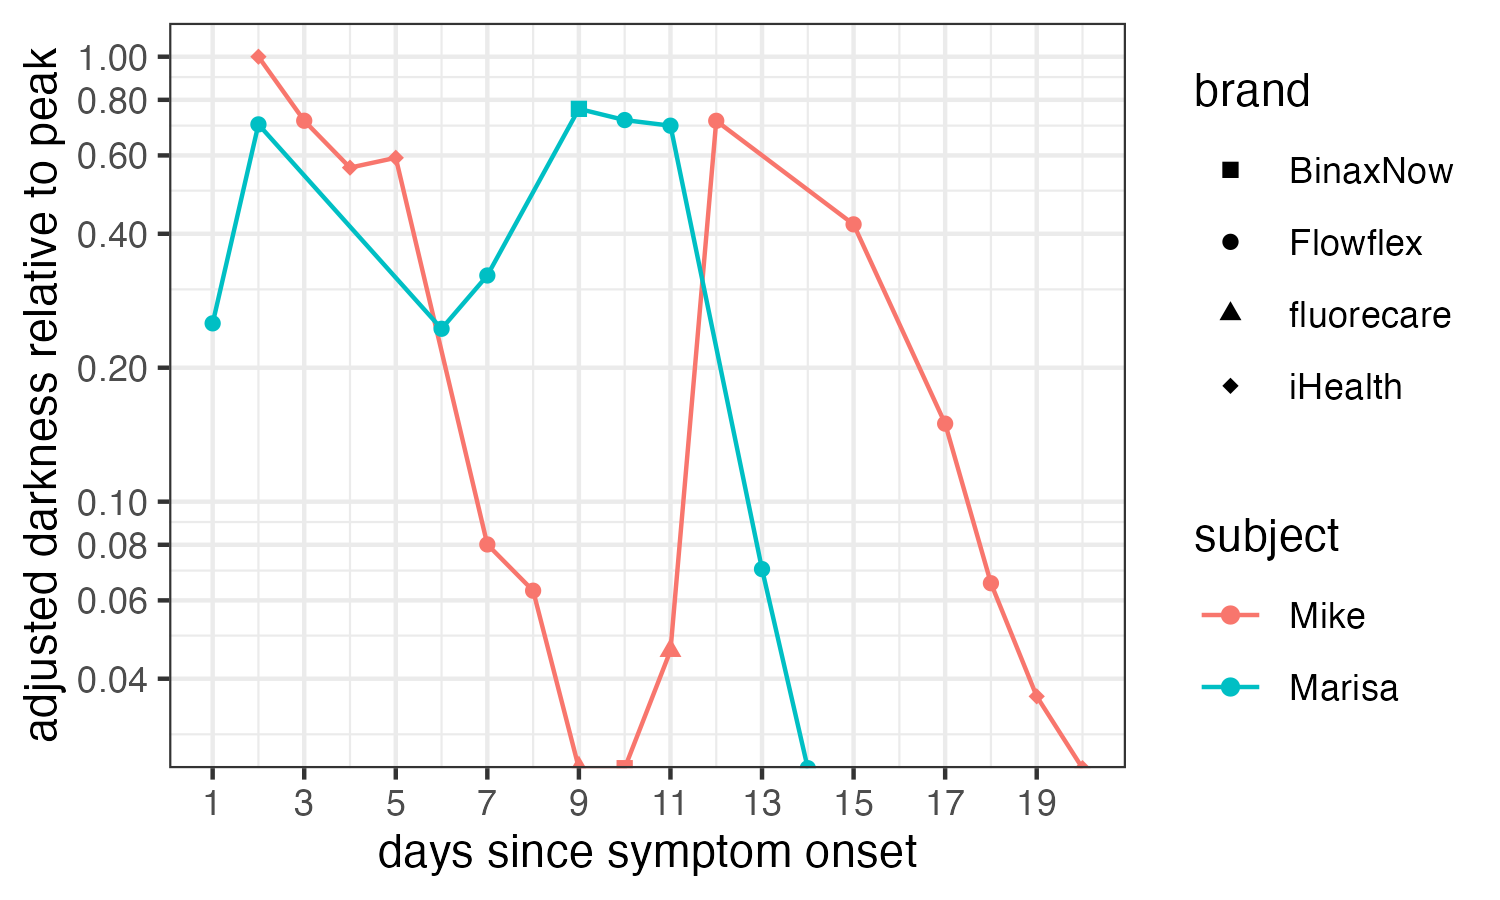 adjusted darkness relative to peak
1.00
0.80
0.60
0.40
0.20
0.10
0.08
0.06
0.04
1 3 5 7 9 11 13 15 17 19
days since symptom onset
brand
BinaxNow
Flowflex
fluorecare
iHealth
subject
Mike
Marisa